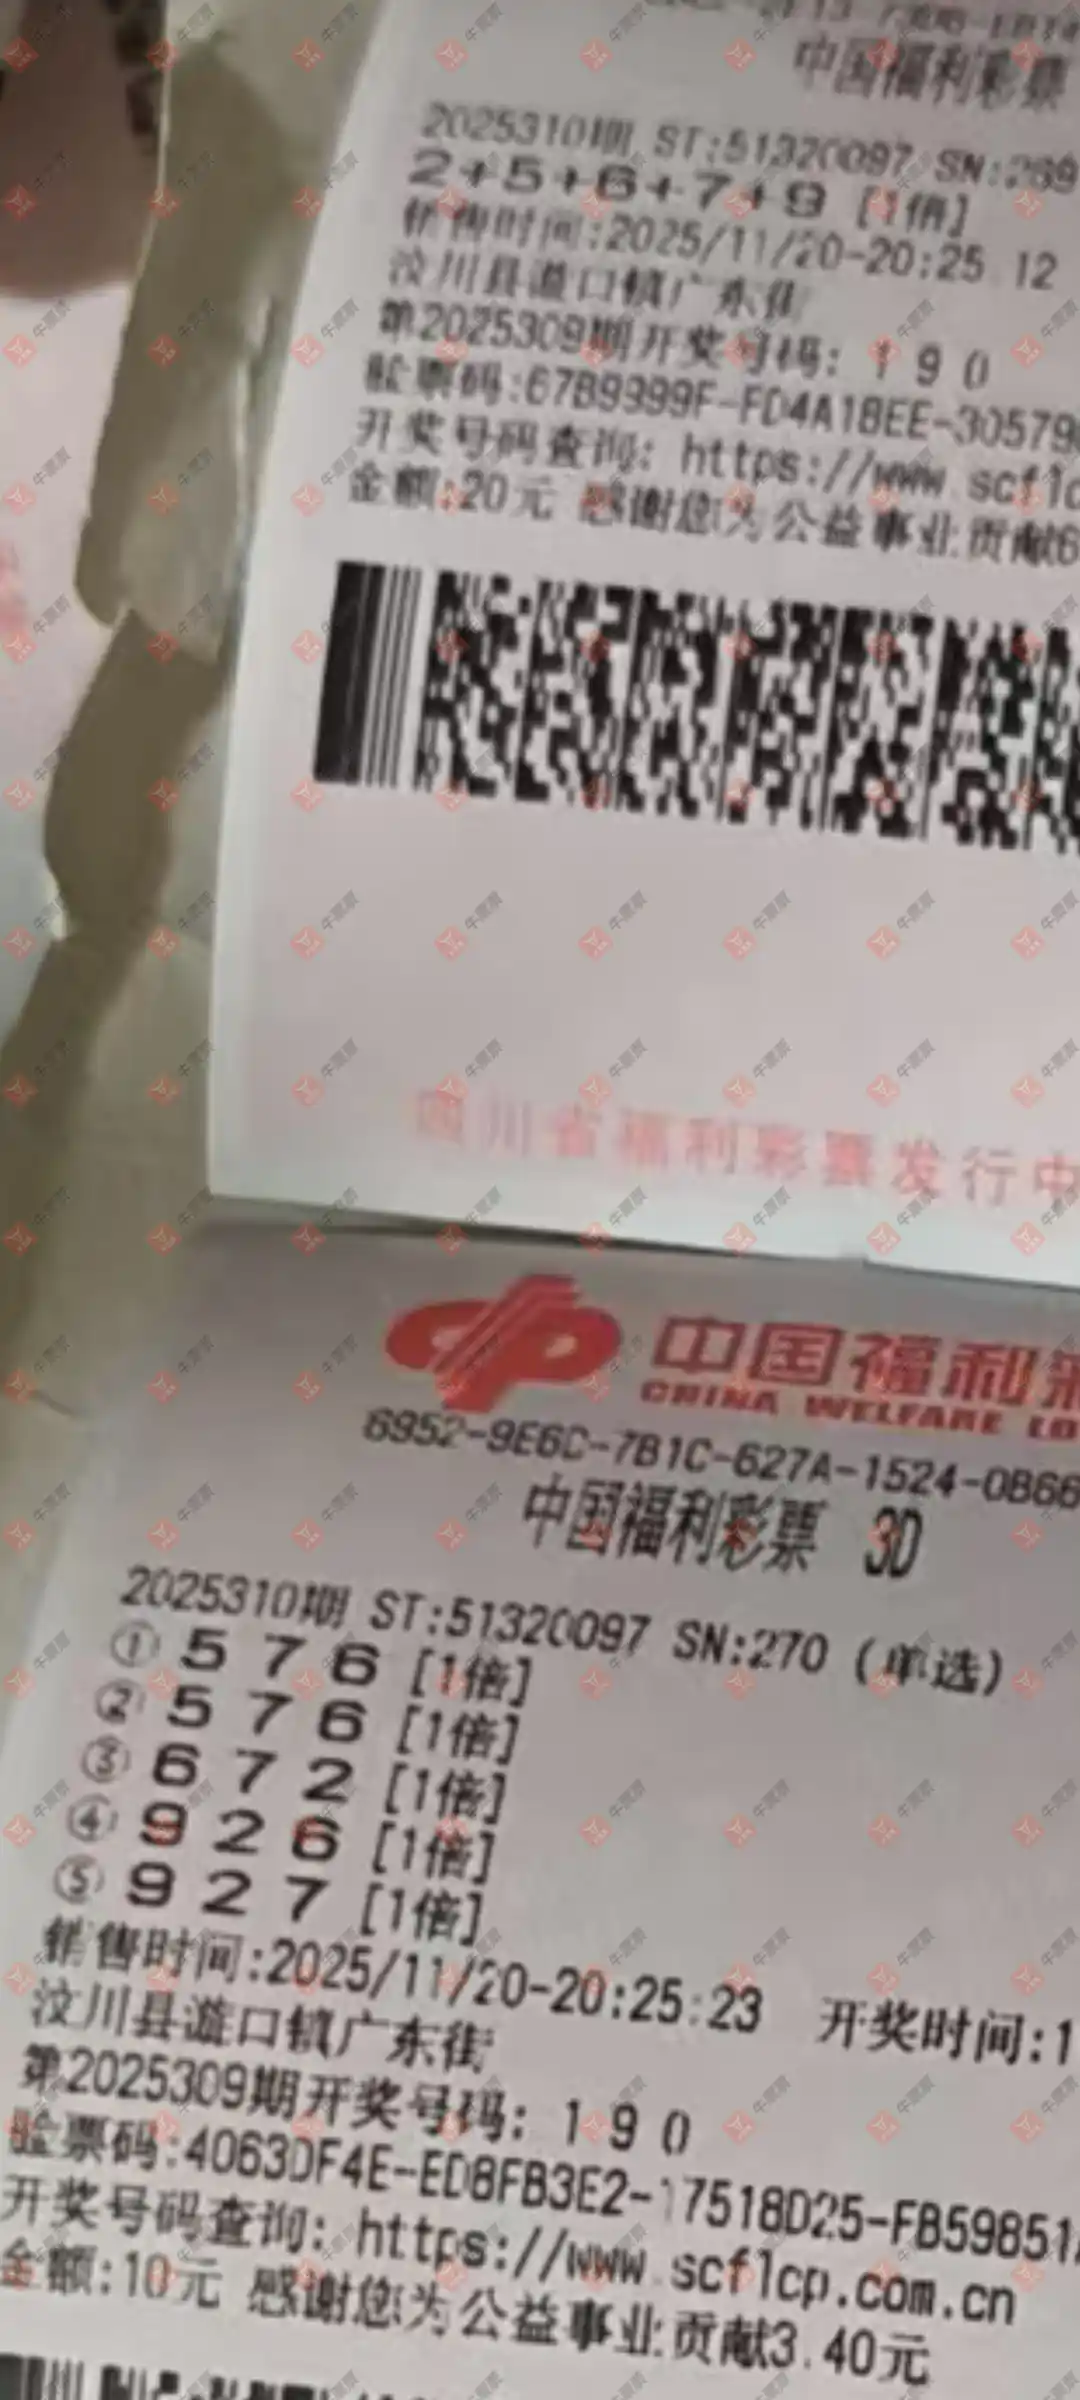 中国福利彩票
2025310期 ST:51320097 SN:269
2+5+6+7+9 [1倍]
销售时间:2025/11/20-20:25:12
汶川县漩口镇广东街
第2025309期开奖号码: 1 9 0
验票码:67B9999F-FD4A18EE-30579
开奖号码查询: https://www.scflc
金额:20元 感谢您为公益事业贡献6
四川省福利彩票发行中
中国福利彩
CHINA WELFARE LO
6952-9E6C-7B1C-627A-1524-0B66
中国福利彩票 3D
2025310期 ST:51320097 SN:270 (单选)
① 5 7 6 [1倍]
② 5 7 6 [1倍]
③ 6 7 2 [1倍]
④ 9 2 6 [1倍]
⑤ 9 2 7 [1倍]
销售时间:2025/11/20-20:25:23 开奖时间:1
汶川县漩口镇广东街
第2025309期开奖号码: 1 9 0
验票码:4063DF4E-ED8FB3E2-17518D25-FB59851
开奖号码查询: https://www.scflcp.com.cn
金额:10元 感谢您为公益事业贡献3.40元